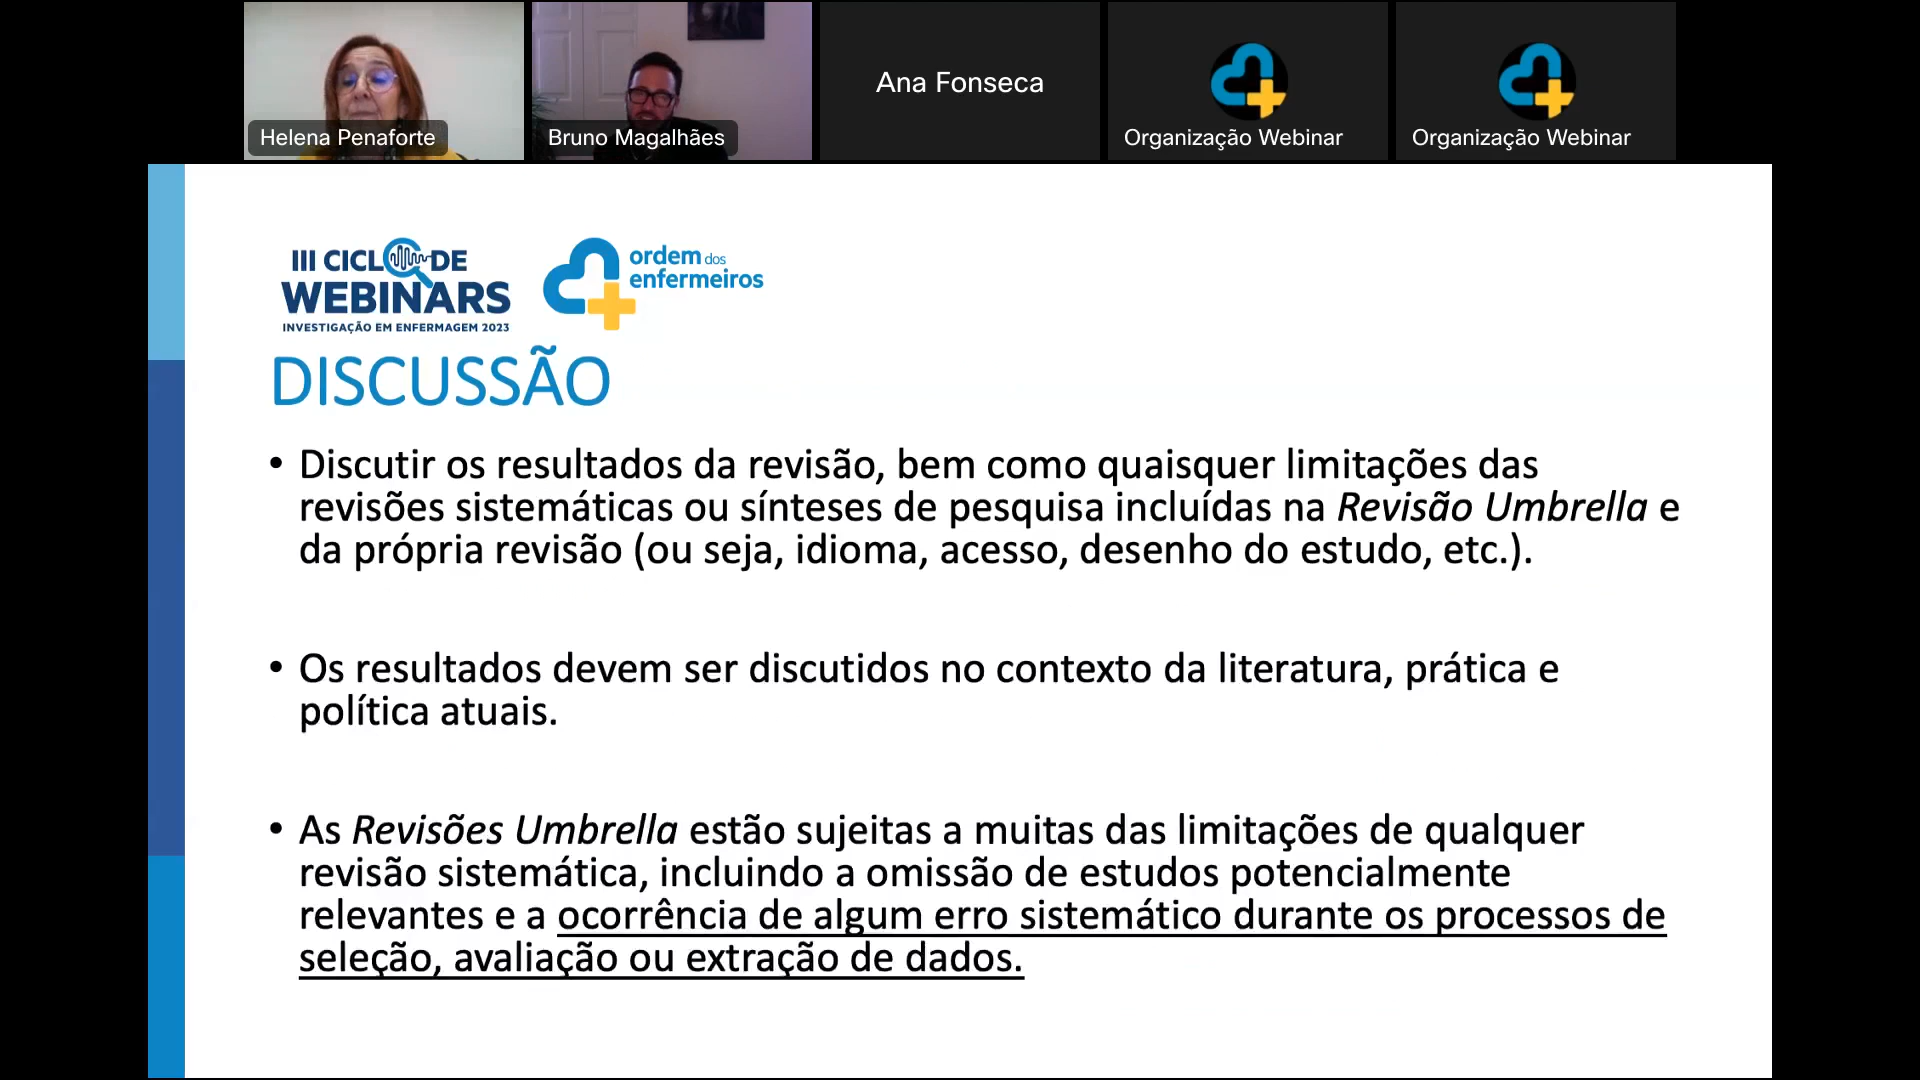 Helena Penaforte
Bruno Magalhães
Ana Fonseca
Organização Webinar
Organização Webinar
III CICLO DE
WEBINARS
INVESTIGAÇÃO EM ENFERMAGEM 2023
ordem dos
enfermeiros
DISCUSSÃO
• Discutir os resultados da revisão, bem como quaisquer limitações das
revisões sistemáticas ou sínteses de pesquisa incluídas na Revisão Umbrella e
da própria revisão (ou seja, idioma, acesso, desenho do estudo, etc.).
• Os resultados devem ser discutidos no contexto da literatura, prática e
política atuais.
• As Revisões Umbrella estão sujeitas a muitas das limitações de qualquer
revisão sistemática, incluindo a omissão de estudos potencialmente
relevantes e a ocorrência de algum erro sistemático durante os processos de
seleção, avaliação ou extração de dados.